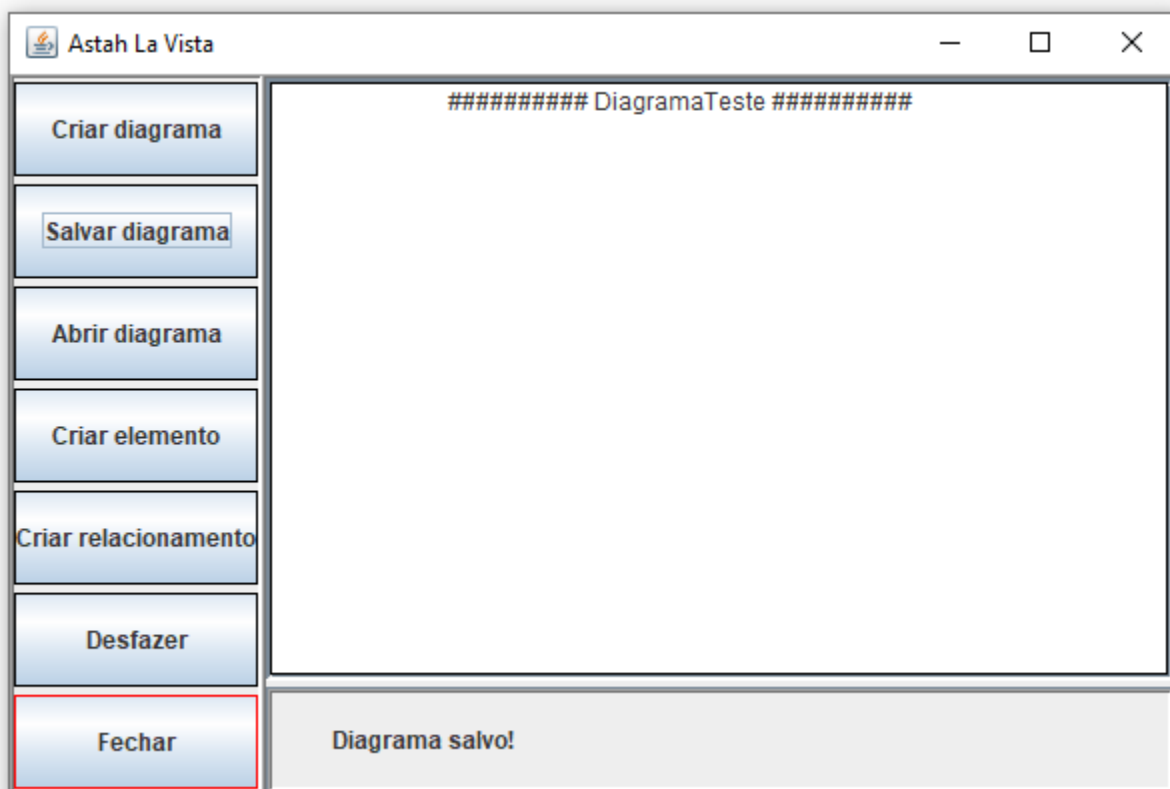 Astah La Vista
Criar diagrama
Salvar diagrama
Abrir diagrama
Criar elemento
Criar relacionamento
Desfazer
Fechar
########## DiagramaTeste ##########
Diagrama salvo!